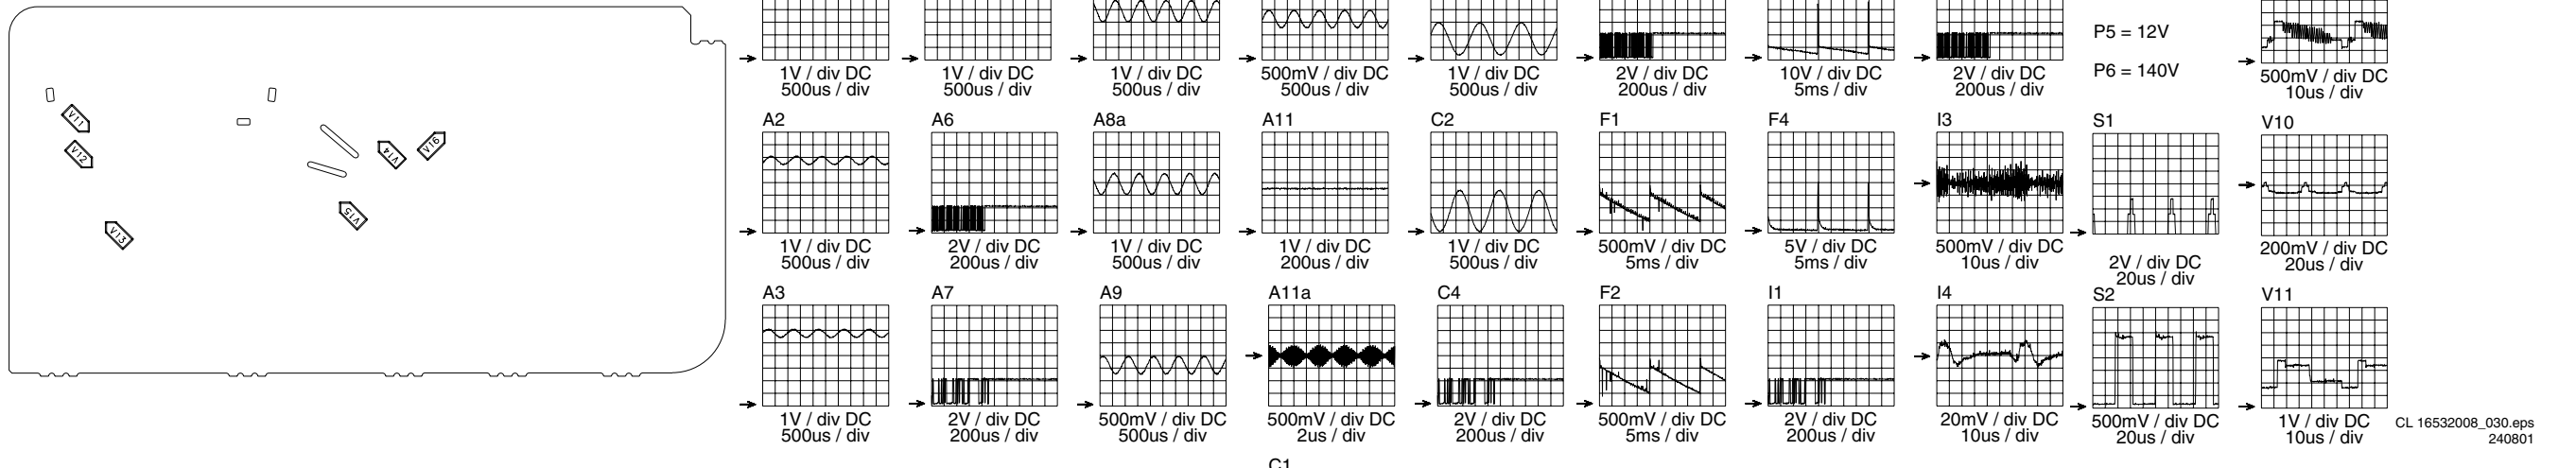 1V / div DC
500us / div
1V / div DC
500us / div
1V / div DC
500us / div
500mV / div DC
500us / div
1V / div DC
500us / div
2V / div DC
200us / div
10V / div DC
5ms / div
2V / div DC
200us / div
P5 = 12V
P6 = 140V
500mV / div DC
10us / div
V11
V12
V13
V14
V16
V15
A2
1V / div DC
500us / div
A6
2V / div DC
200us / div
A8a
1V / div DC
500us / div
A11
1V / div DC
200us / div
C2
1V / div DC
500us / div
F1
500mV / div DC
5ms / div
F4
5V / div DC
5ms / div
I3
500mV / div DC
10us / div
S1
2V / div DC
20us / div
V10
200mV / div DC
20us / div
A3
1V / div DC
500us / div
A7
2V / div DC
200us / div
A9
500mV / div DC
500us / div
A11a
500mV / div DC
2us / div
C4
2V / div DC
200us / div
F2
500mV / div DC
5ms / div
I1
2V / div DC
200us / div
I4
20mV / div DC
10us / div
S2
500mV / div DC
20us / div
V11
1V / div DC
10us / div
CL 16532008_030.eps
240801
C1